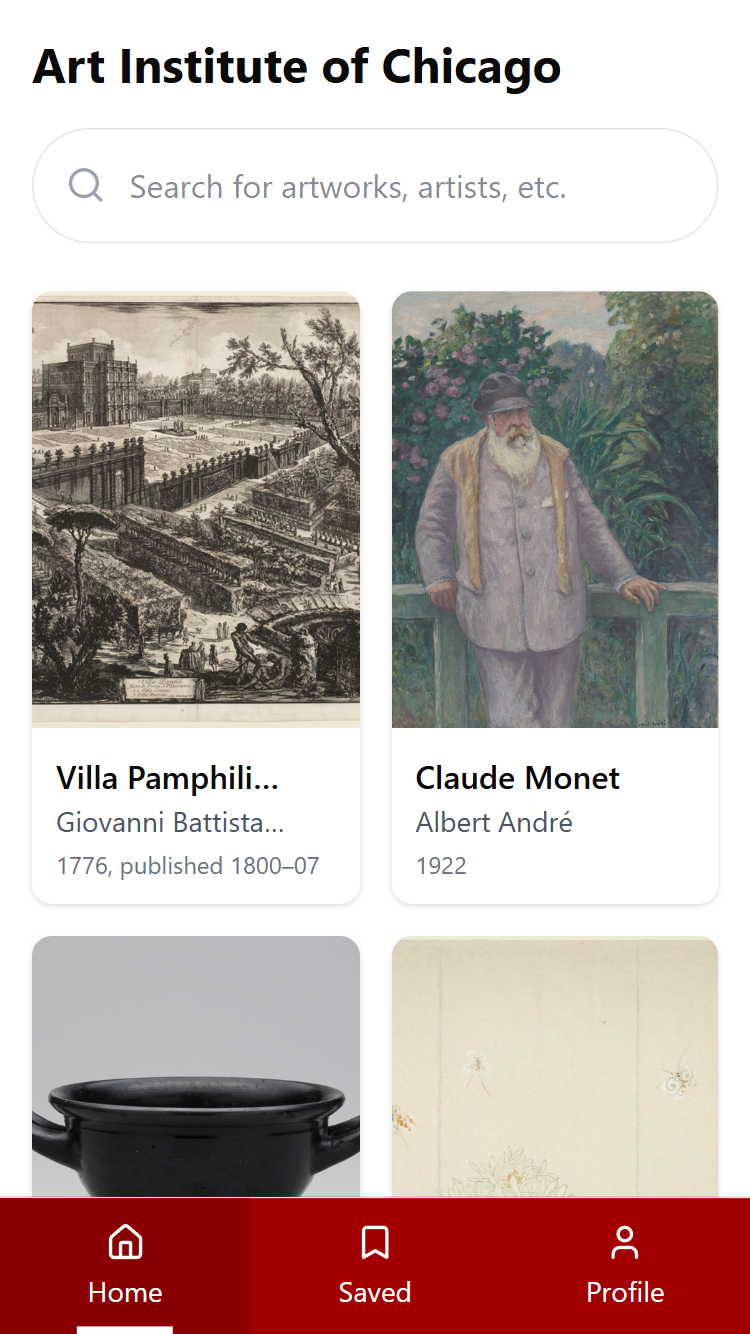 Art Institute of Chicago
Search for artworks, artists, etc.
Villa Pamphili...
Giovanni Battista...
1776, published 1800–07
Claude Monet
Albert André
1922
Home
Saved
Profile